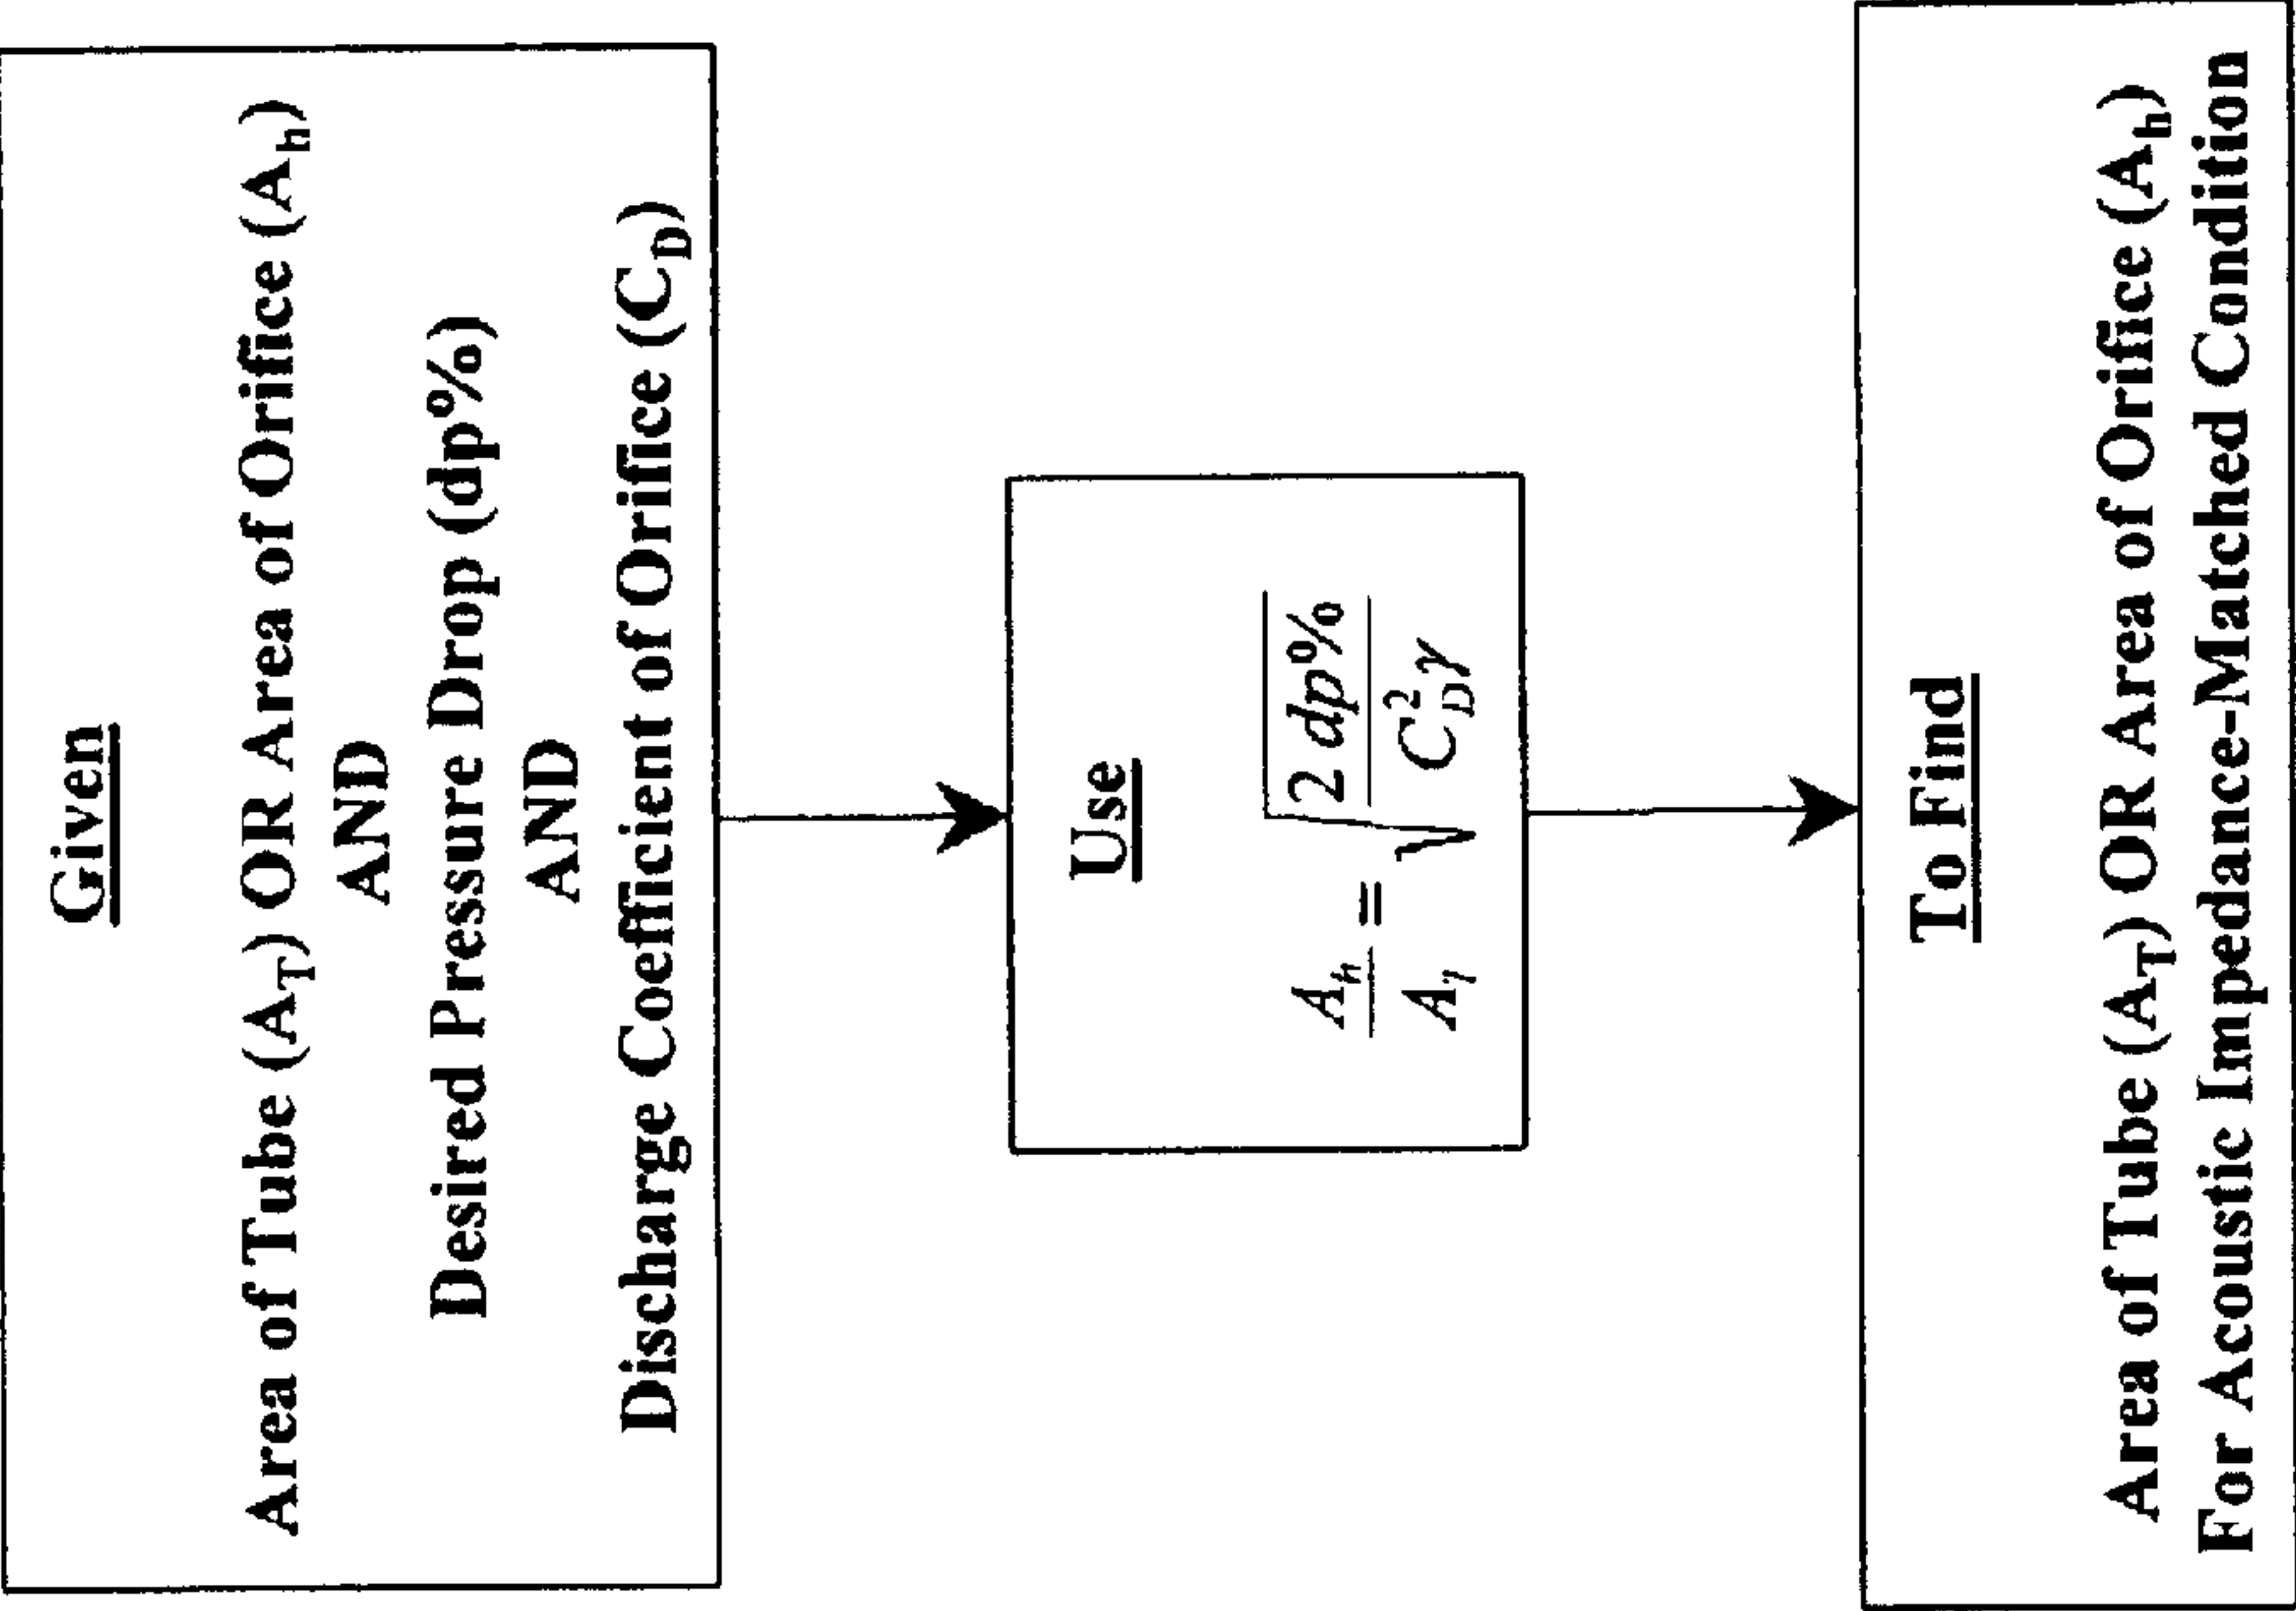 Given
Area of Tube (A_T) OR Area of Orifice (A_h)
AND
Desired Pressure Drop (dp%)
AND
Discharge Coefficient of Orifice (C_D)
Use
A_h/A_T = √(2 dp% / C_D^2 γ)
To Find
Area of Tube (A_T) OR Area of Orifice (A_h)
For Acoustic Impedance-Matched Condition